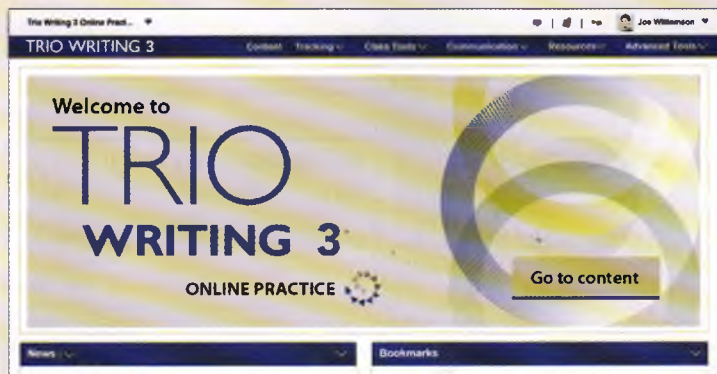 Trio Writing 3 Online Practi...
Joe Williamson
TRIO WRITING 3
Content Tracking Class Tools Communication Resources Advanced Tools
Welcome to
TRIO
WRITING 3
ONLINE PRACTICE
Go to content
News
Bookmarks